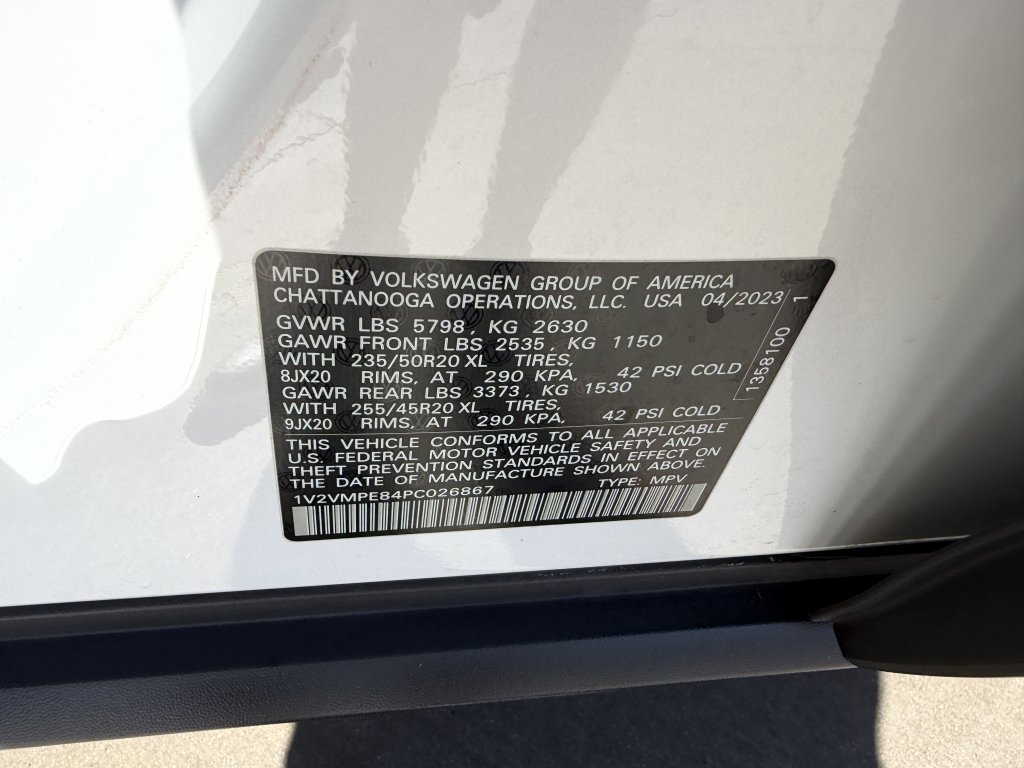 MFD BY VOLKSWAGEN GROUP OF AMERICA
CHATTANOOGA OPERATIONS, LLC. USA 04/2023
GVWR LBS 5798, KG 2630
GAWR FRONT LBS 2535, KG 1150
WITH 235/50R20 XL TIRES,
8JX20 RIMS, AT 290 KPA, 42 PSI COLD
GAWR REAR LBS 3373, KG 1530
WITH 255/45R20 XL TIRES,
9JX20 RIMS, AT 290 KPA, 42 PSI COLD
THIS VEHICLE CONFORMS TO ALL APPLICABLE
U.S. FEDERAL MOTOR VEHICLE SAFETY AND
THEFT PREVENTION STANDARDS IN EFFECT ON
THE DATE OF MANUFACTURE SHOWN ABOVE.
1V2VMPE84PC026867 TYPE: MPV
1358100 1